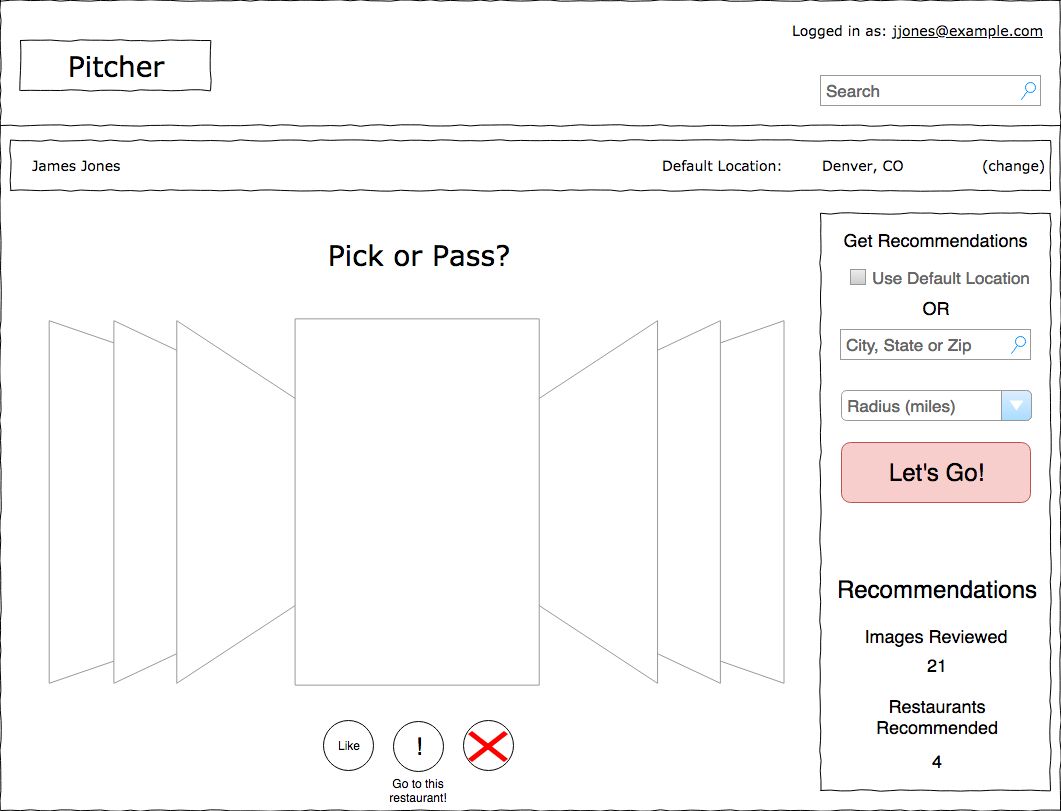 Logged in as: jjones@example.com
Pitcher
Search
James Jones
Default Location: Denver, CO (change)
Pick or Pass?
Get Recommendations
Use Default Location
OR
City, State or Zip
Radius (miles)
Let's Go!
Recommendations
Images Reviewed
21
Restaurants
Recommended
4
Like
!
Go to this
restaurant!